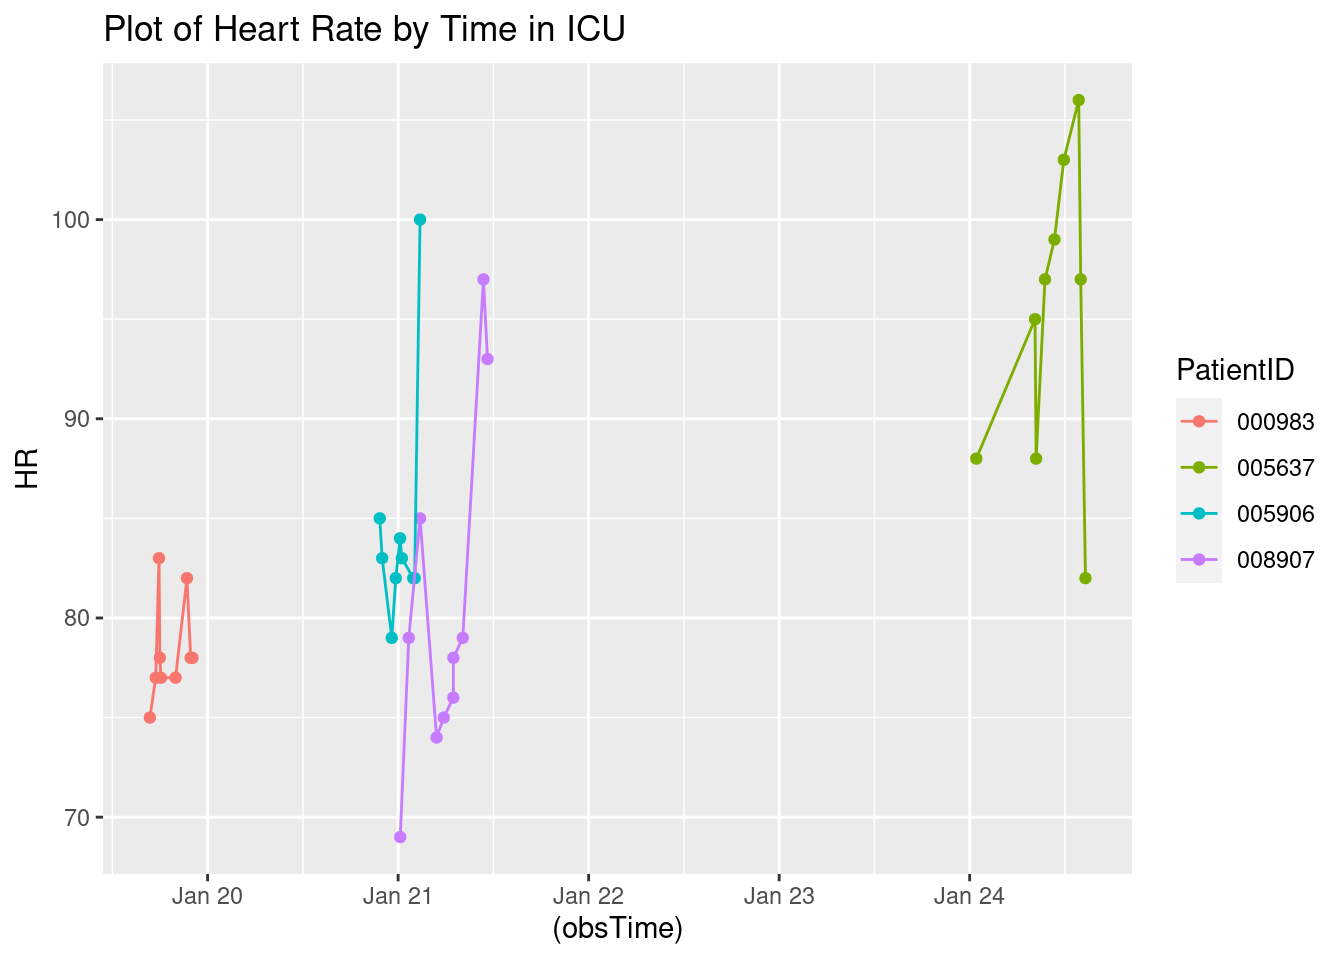 Plot of Heart Rate by Time in ICU
HR
100
90
80
70
Jan 20 Jan 21 Jan 22 Jan 23 Jan 24
(obsTime)
PatientID
000983
005637
005906
008907